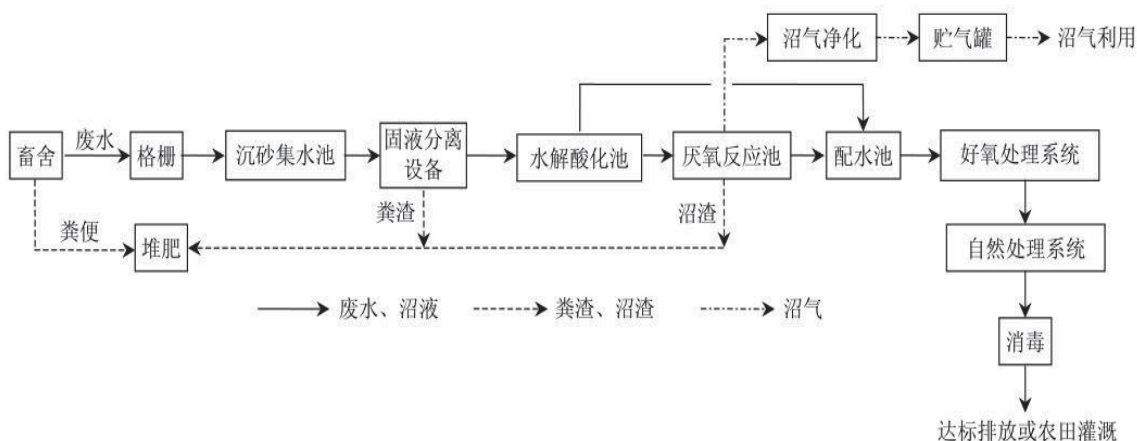 沼气净化
贮气罐
沼气利用
畜舍
废水
格栅
沉砂集水池
固液分离
设备
水解酸化池
厌氧反应池
配水池
好氧处理系统
粪便
堆肥
粪渣
沼渣
自然处理系统
废水、沼液
粪渣、沼渣
沼气
消毒
达标排放或农田灌溉